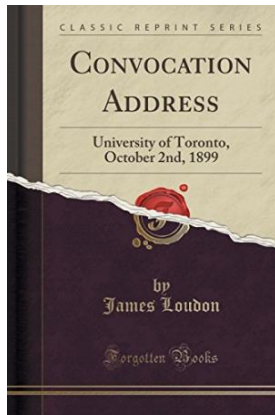 CLASSIC REPRINT SERIES
Convocation
Address
University of Toronto,
October 2nd, 1899
by
James Loudon
Forgotten Books